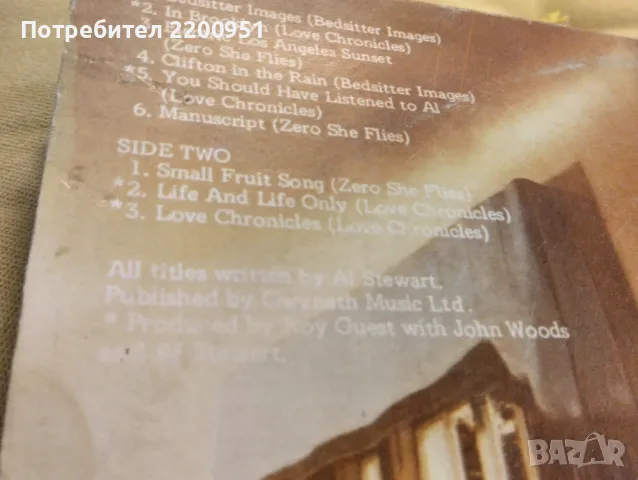 Потребител 2200951
Bedsitter Images (Bedsitter Images)
*2. In Brooklyn (Love Chronicles)
3. Los Angeles Sunset
(Zero She Flies)
4. Clifton in the Rain (Bedsitter Images)
*5. You Should Have Listened to Al
(Love Chronicles)
6. Manuscript (Zero She Flies)
SIDE TWO
1. Small Fruit Song (Zero She Flies)
*2. Life And Life Only (Love Chronicles)
*3. Love Chronicles (Love Chronicles)
All titles written by Al Stewart.
Published by Gwyneth Music Ltd.
* Produced by Roy Guest with John Woods
and Al Stewart.
BAZAR